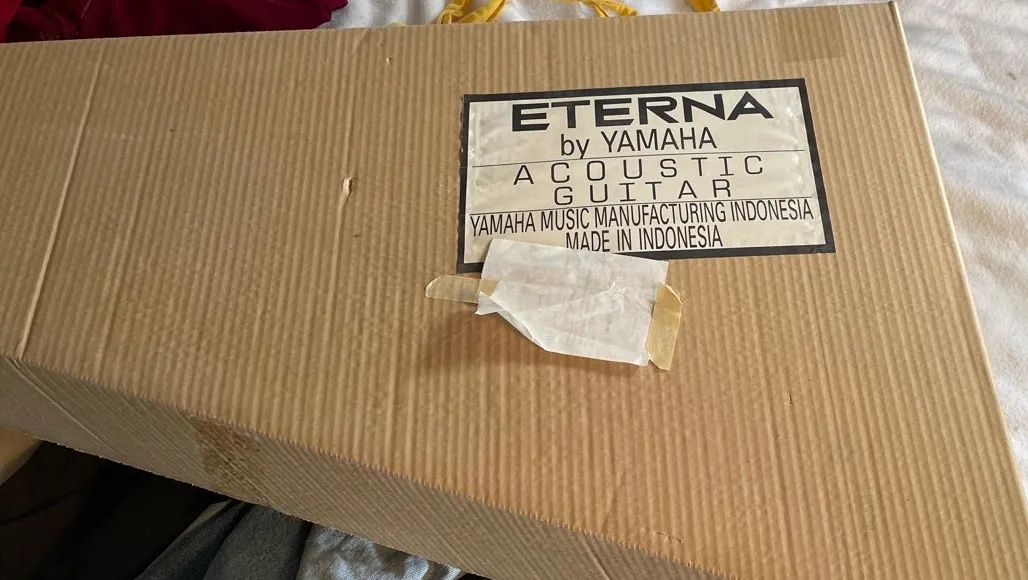 ETERNA
by YAMAHA
ACOUSTIC
GUITAR
YAMAHA MUSIC MANUFACTURING INDONESIA
MADE IN INDONESIA